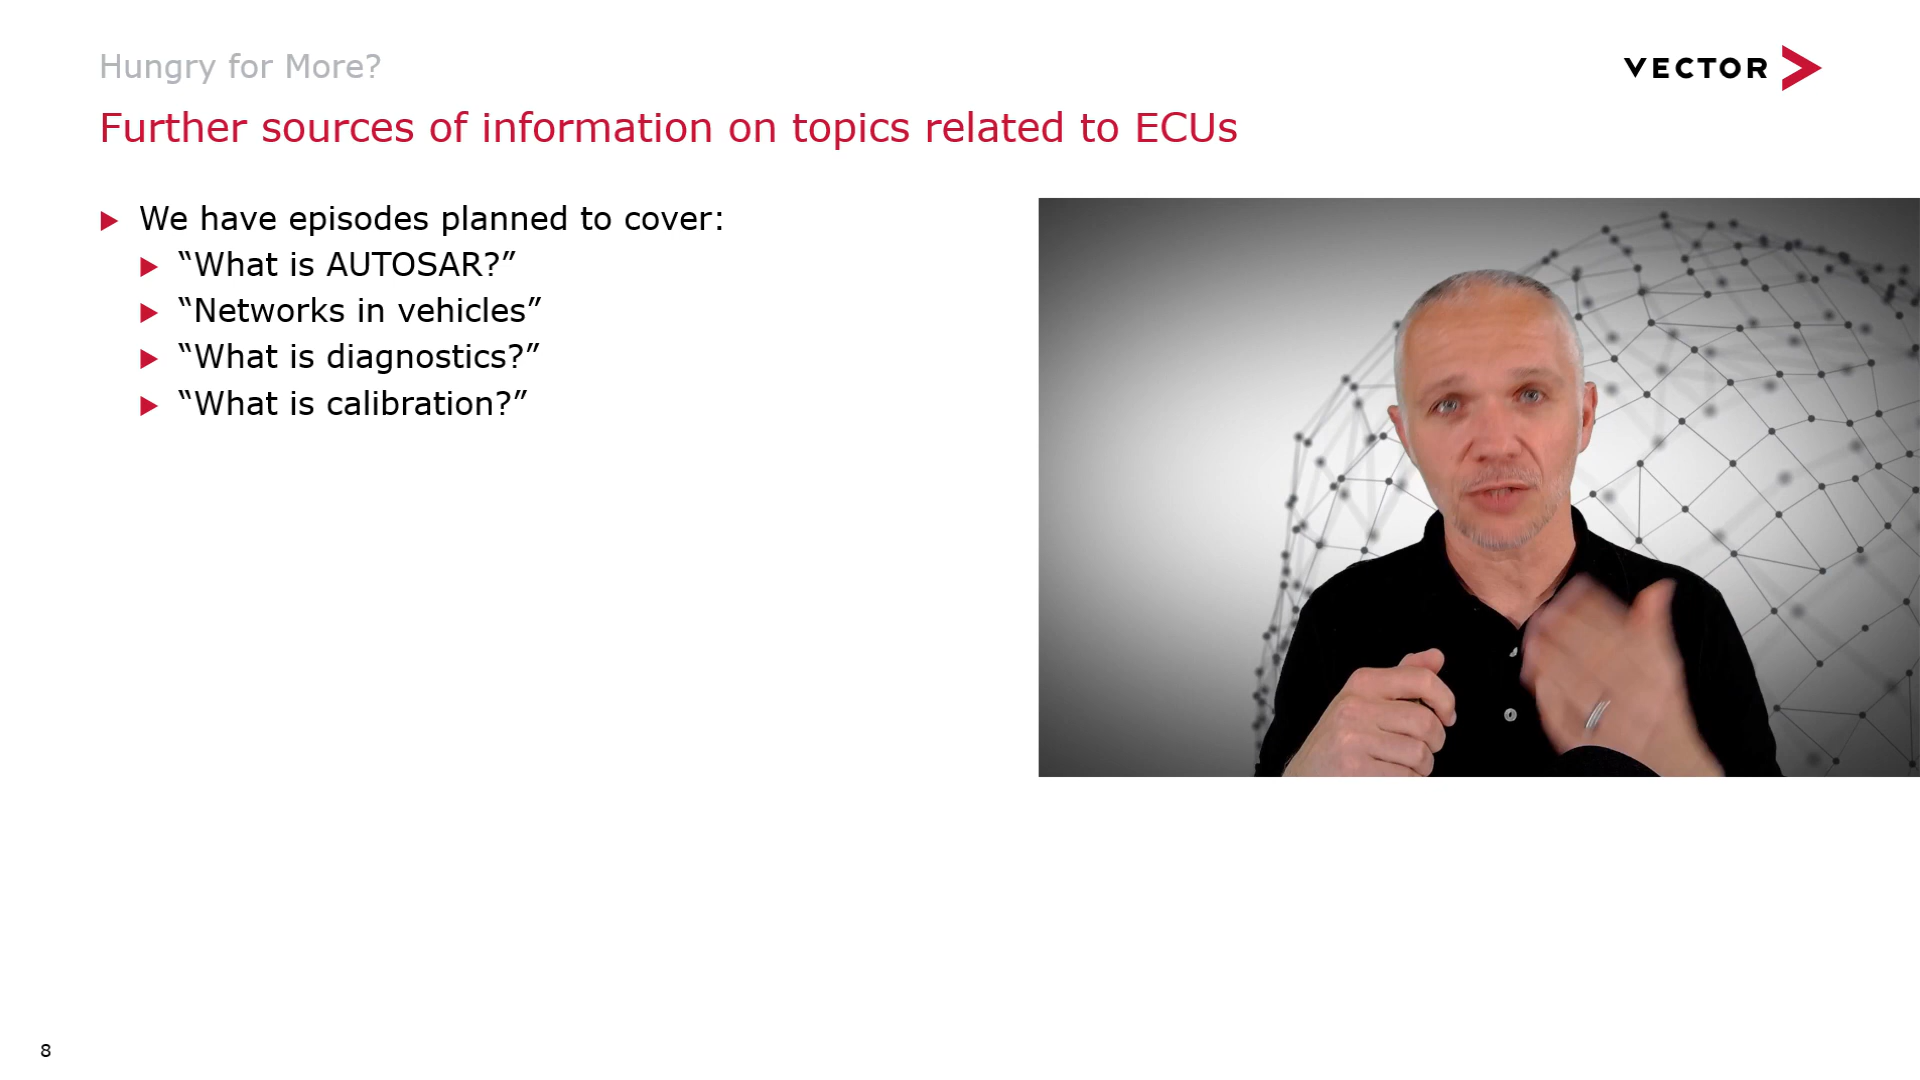 Hungry for More?
VECTOR
Further sources of information on topics related to ECUs
We have episodes planned to cover:
“What is AUTOSAR?”
“Networks in vehicles”
“What is diagnostics?”
“What is calibration?”
8